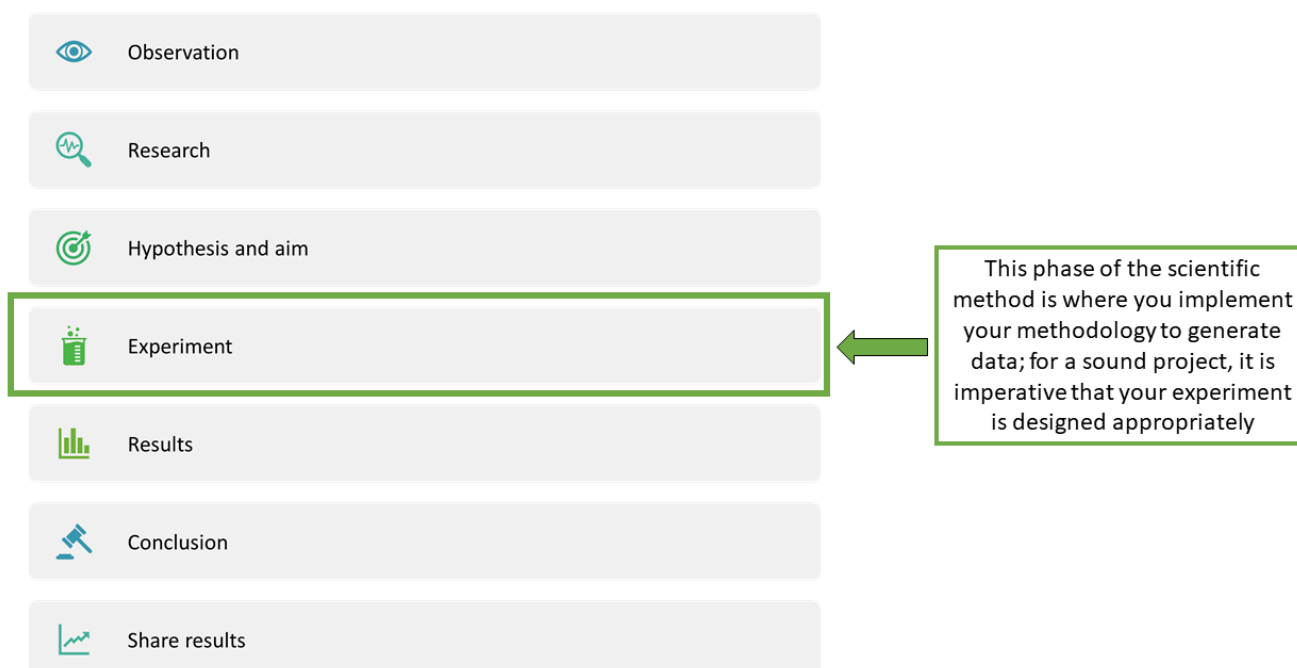 Observation
Research
Hypothesis and aim
Experiment
Results
Conclusion
Share results
This phase of the scientific
method is where you implement
your methodology to generate
data; for a sound project, it is
imperative that your experiment
is designed appropriately